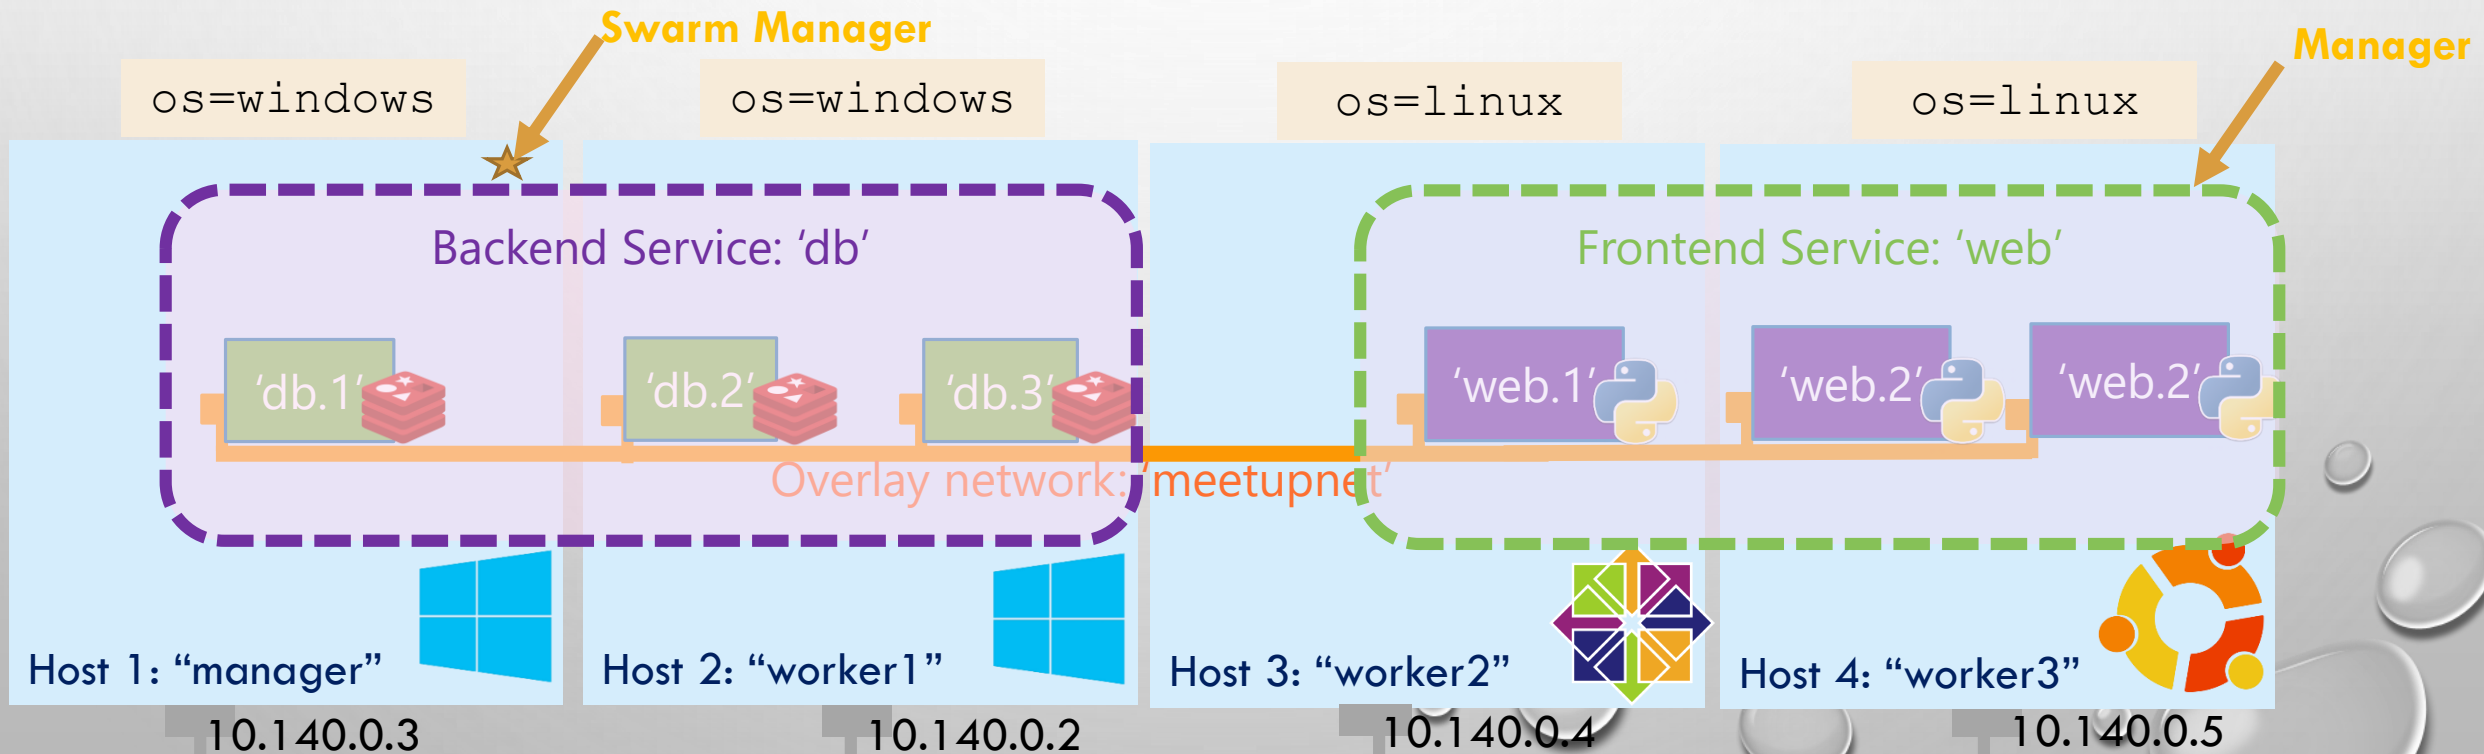 Swarm Manager
Manager
os=windows
os=windows
os=linux
os=linux
Backend Service: ‘db’
Frontend Service: ‘web’
‘db.1’
‘db.2’
‘db.3’
‘web.1’
‘web.2’
‘web.2’
Overlay network: ‘meetupnet’
Host 1: “manager”
Host 2: “worker1”
Host 3: “worker2”
Host 4: “worker3”
10.140.0.3
10.140.0.2
10.140.0.4
10.140.0.5